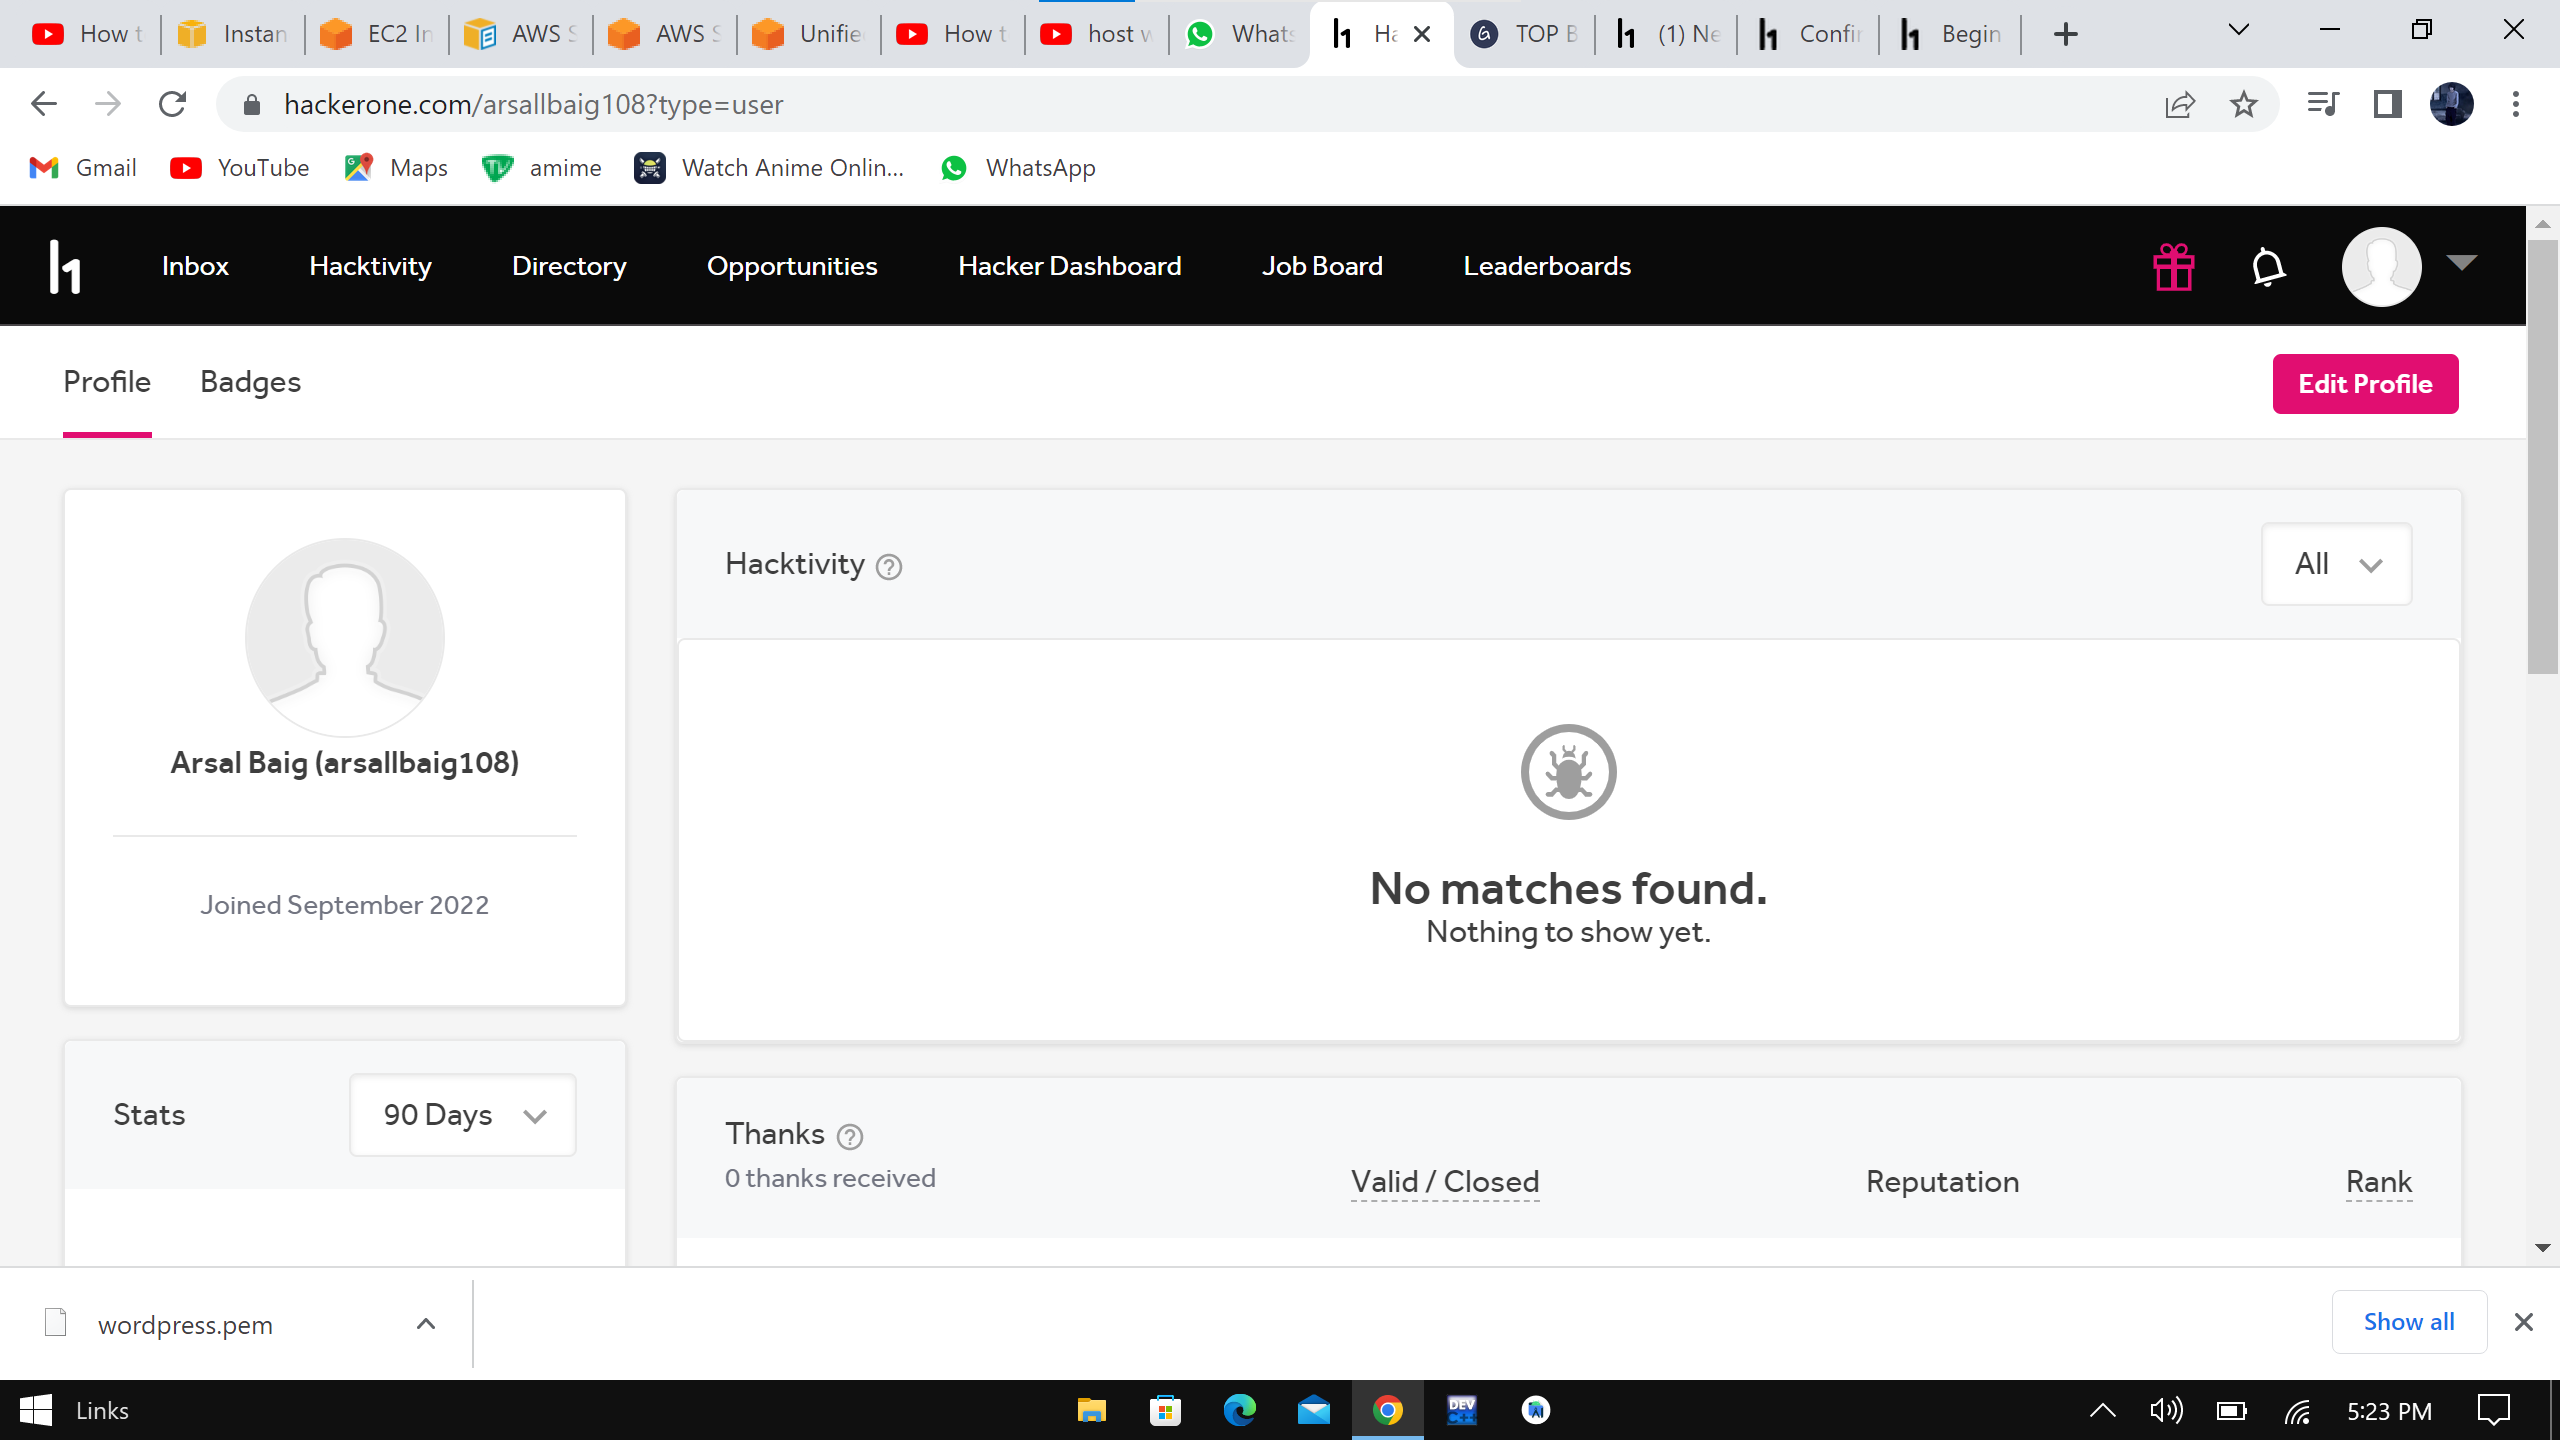 How t
Instan
EC2 In
AWS S
AWS S
Unifie
How t
host w
Whats
Ha
TOP B
(1) Ne
Confir
Begin
hackerone.com/arsallbaig108?type=user
Gmail
YouTube
Maps
amime
Watch Anime Onlin...
WhatsApp
Inbox
Hacktivity
Directory
Opportunities
Hacker Dashboard
Job Board
Leaderboards
Profile
Badges
Edit Profile
Arsal Baig (arsallbaig108)
Joined September 2022
Hacktivity
All
No matches found.
Nothing to show yet.
Stats
90 Days
Thanks
0 thanks received
Valid / Closed
Reputation
Rank
wordpress.pem
Show all
Links
DEV
C++
5:23 PM